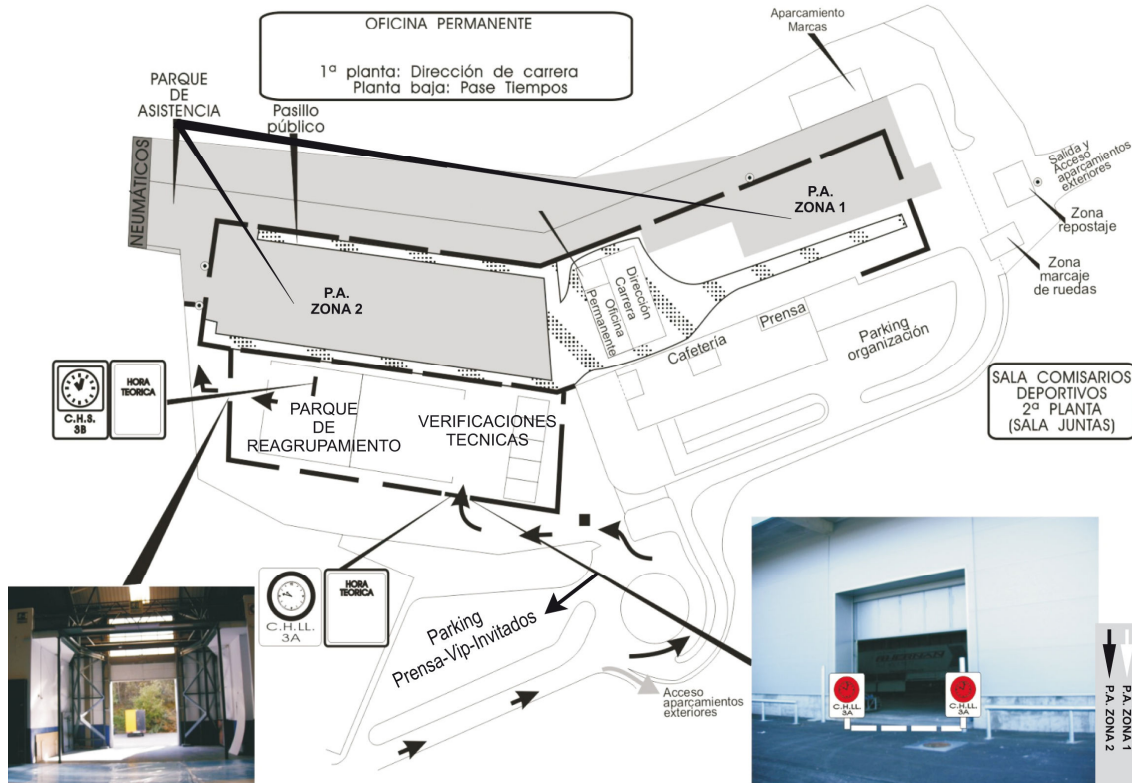 OFICINA PERMANENTE
1ª planta: Dirección de carrera
Planta baja: Pase Tiempos
Aparcamiento
Marcas
PARQUE
DE
ASISTENCIA
Pasillo
público
NEUMÁTICOS
P.A.
ZONA 1
Salida y
Acceso
aparcamientos
exteriores
Zona
repostaje
Zona
marcaje
de ruedas
P.A.
ZONA 2
Dirección
Carrera
Oficina
Permanente
Prensa
Cafetería
Parking
organización
SALA COMISARIOS
DEPORTIVOS
2ª PLANTA
(SALA JUNTAS)
C.H.S.
3B
HORA
TEORICA
PARQUE
DE
REAGRUPAMIENTO
VERIFICACIONES
TECNICAS
C.H.LL.
3A
HORA
TEORICA
Parking
Prensa-Vip-Invitados
Acceso
aparcamientos
exteriores
C.H.LL.
3A
C.H.LL.
3A
P.A. ZONA 1
P.A. ZONA 2